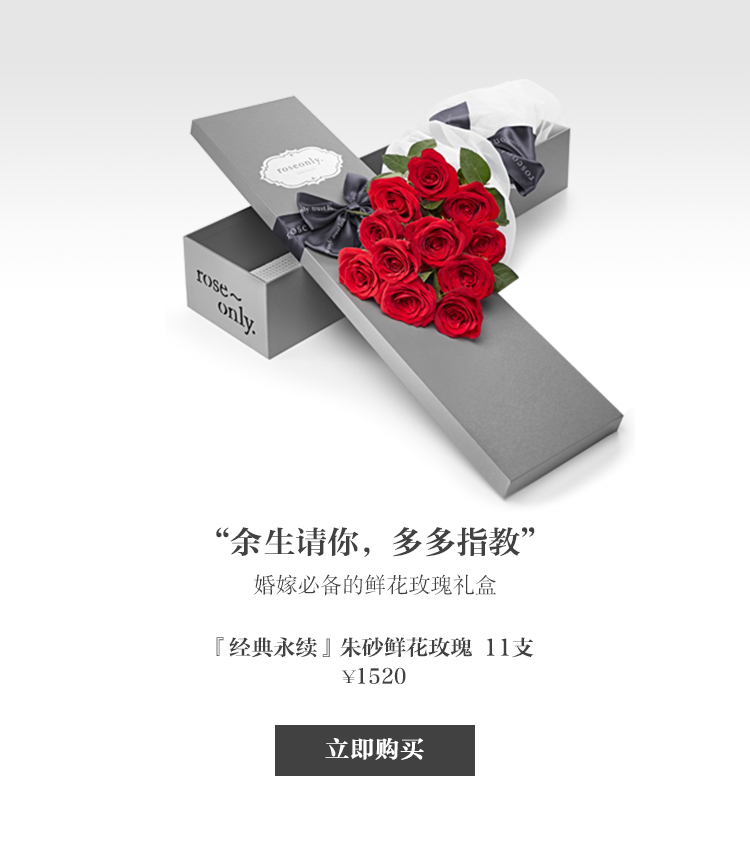 roseonly.
rose~
only.
“余生请你，多多指教”
婚嫁必备的鲜花玫瑰礼盒
『经典永续』朱砂鲜花玫瑰 11支
¥1520
立即购买